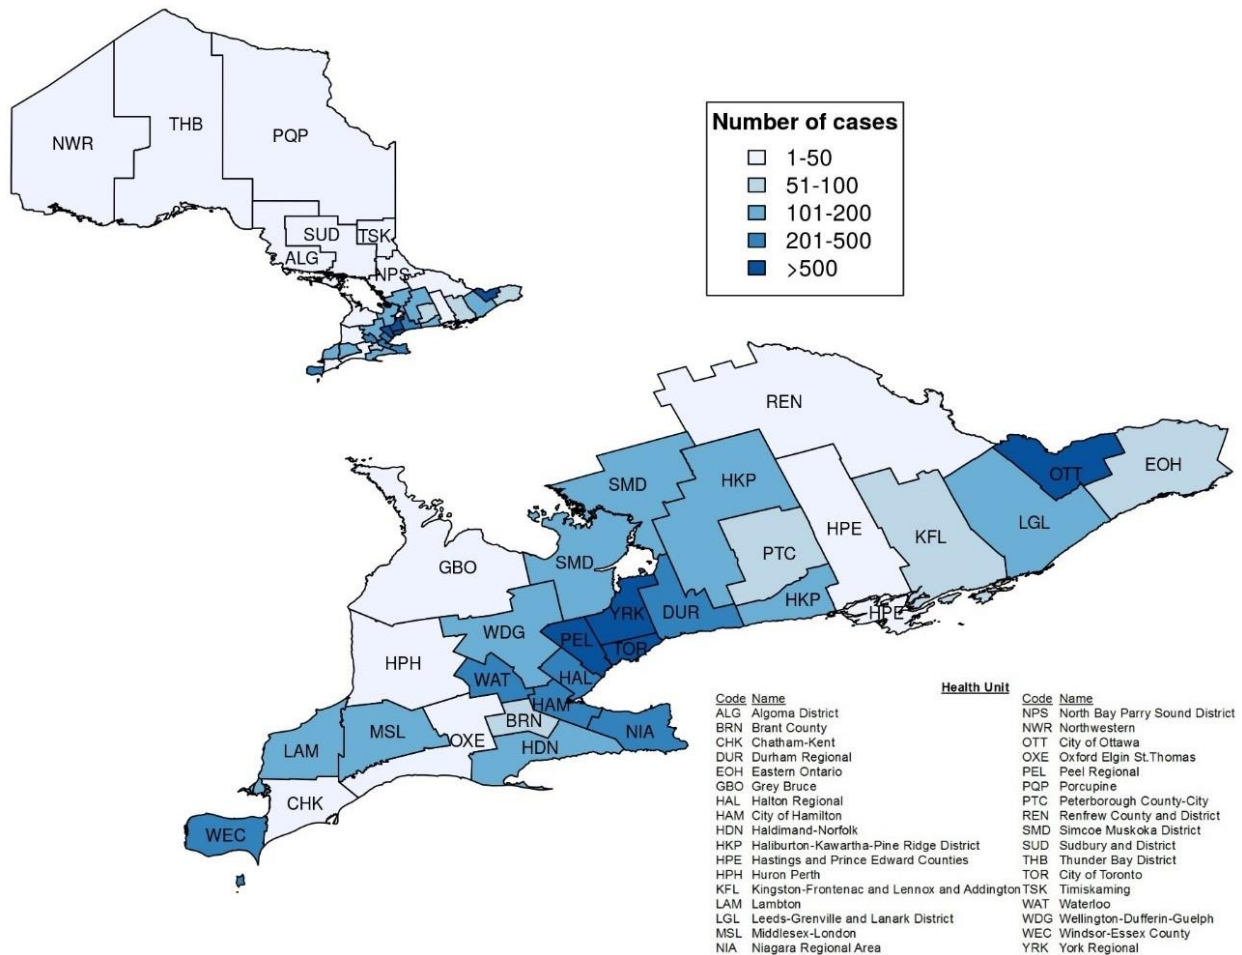 NWR
THB
PQP
SUD
TSK
ALG
NPS
Number of cases
1-50
51-100
101-200
201-500
>500
REN
OTT
EOH
SMD
HKP
HPE
KFL
LGL
GBO
SMD
PTC
HKP
HPE
YRK
DUR
WDG
PEL
TOR
HPH
WAT
HAL
HAM
BRN
NIA
LAM
MSL
OXE
HDN
CHK
WEC
Health Unit
Code Name
ALG Algoma District
BRN Brant County
CHK Chatham-Kent
DUR Durham Regional
EOH Eastern Ontario
GBO Grey Bruce
HAL Halton Regional
HAM City of Hamilton
HDN Haldimand-Norfolk
HKP Haliburton-Kawartha-Pine Ridge District
HPE Hastings and Prince Edward Counties
HPH Huron Perth
KFL Kingston-Frontenac and Lennox and Addington
LAM Lambton
LGL Leeds-Grenville and Lanark District
MSL Middlesex-London
NIA Niagara Regional Area
Code Name
NPS North Bay Parry Sound District
NWR Northwestern
OTT City of Ottawa
OXE Oxford Elgin St.Thomas
PEL Peel Regional
PQP Porcupine
PTC Peterborough County-City
REN Renfrew County and District
SMD Simcoe Muskoka District
SUD Sudbury and District
THB Thunder Bay District
TOR City of Toronto
TSK Timiskaming
WAT Waterloo
WDG Wellington-Dufferin-Guelph
WEC Windsor-Essex County
YRK York Regional